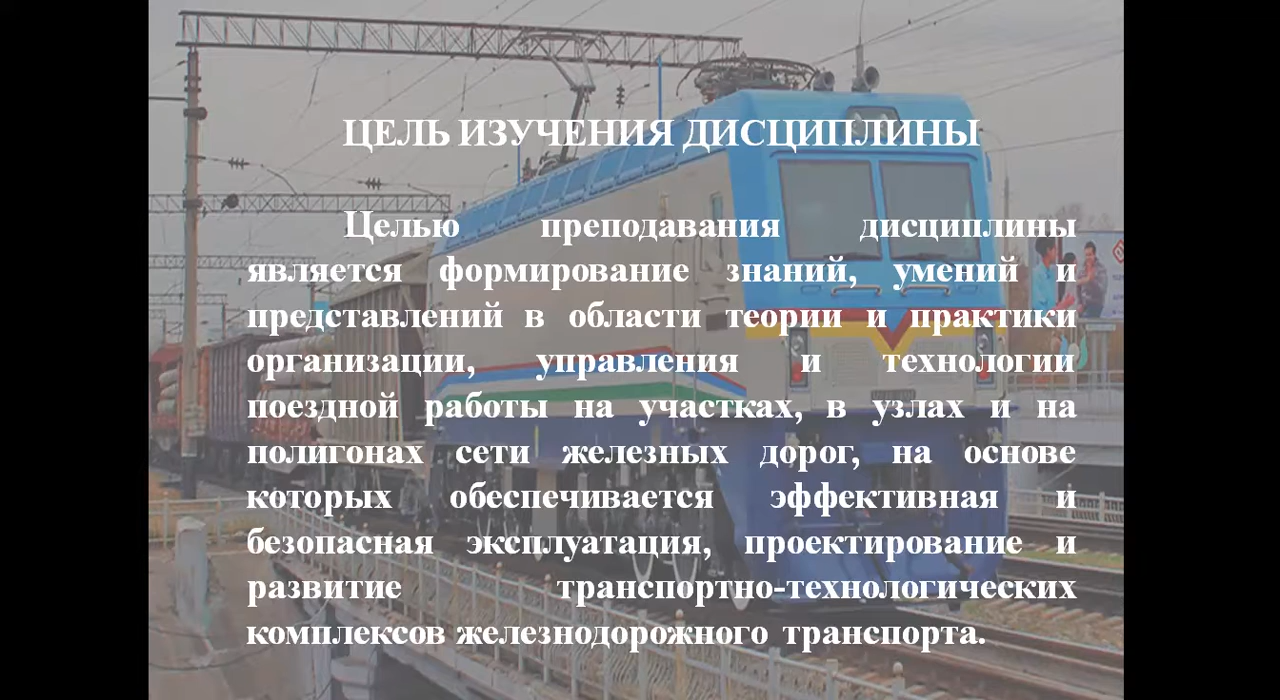 ЦЕЛЬ ИЗУЧЕНИЯ ДИСЦИПЛИНЫ
Целью преподавания дисциплины
является формирование знаний, умений и
представлений в области теории и практики
организации, управления и технологии
поездной работы на участках, в узлах и на
полигонах сети железных дорог, на основе
которых обеспечивается эффективная и
безопасная эксплуатация, проектирование и
развитие транспортно-технологических
комплексов железнодорожного транспорта.